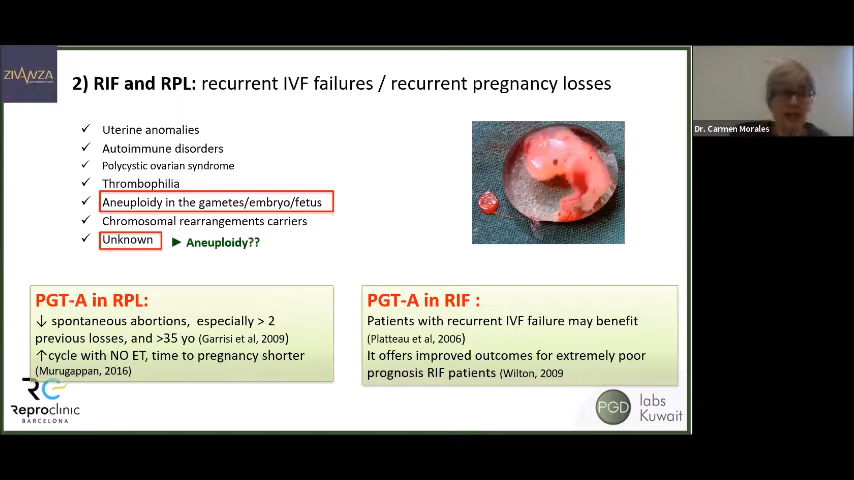 ZIVANZA
2) RIF and RPL: recurrent IVF failures / recurrent pregnancy losses
✓ Uterine anomalies
✓ Autoimmune disorders
✓ Polycystic ovarian syndrome
✓ Thrombophilia
✓ Aneuploidy in the gametes/embryo/fetus
✓ Chromosomal rearrangements carriers
✓ Unknown ► Aneuploidy??
PGT-A in RPL:
↓ spontaneous abortions, especially > 2
previous losses, and >35 yo (Garrisi et al, 2009)
↑cycle with NO ET, time to pregnancy shorter
(Murugappan, 2016)
PGT-A in RIF :
Patients with recurrent IVF failure may benefit
(Platteau et al, 2006)
It offers improved outcomes for extremely poor
prognosis RIF patients (Wilton, 2009
RC
Reproclinic
BARCELONA
PGD labs
Kuwait
Dr. Carmen Morales